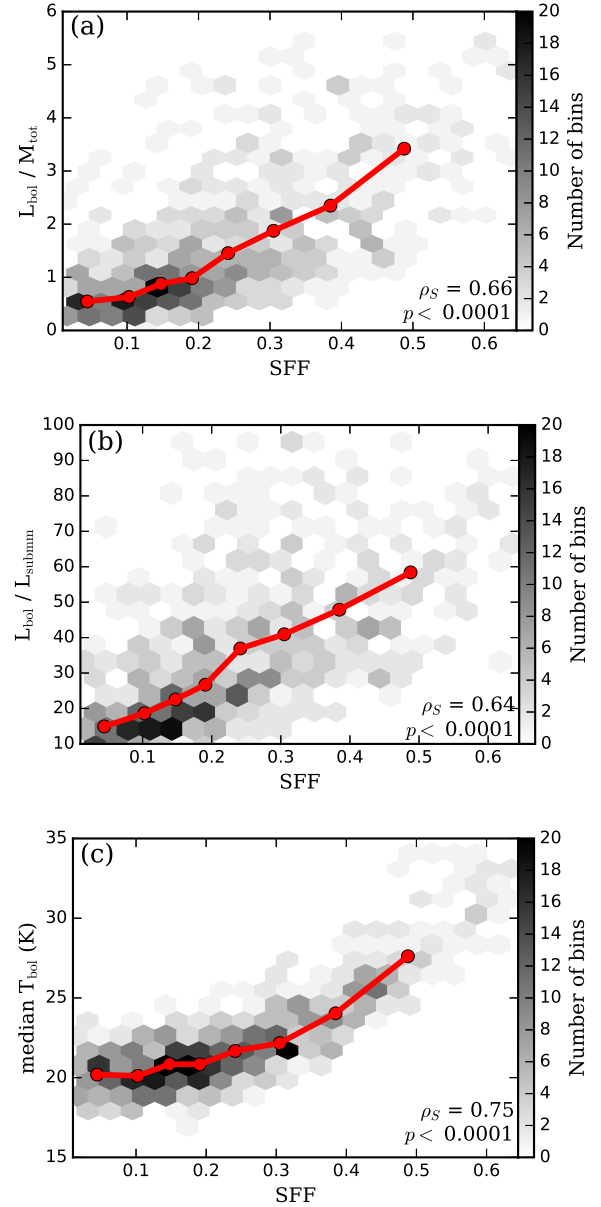 (a)
6
5
4
3
2
1
0
L_bol / M_tot
0.1 0.2 0.3 0.4 0.5 0.6
SFF
ρ_S = 0.66
p < 0.0001
20
18
16
14
12
10
8
6
4
2
0
Number of bins
(b)
100
90
80
70
60
50
40
30
20
10
L_bol / L_submm
0.1 0.2 0.3 0.4 0.5 0.6
SFF
ρ_S = 0.64
p < 0.0001
20
18
16
14
12
10
8
6
4
2
0
Number of bins
(c)
35
30
25
20
15
median T_bol (K)
0.1 0.2 0.3 0.4 0.5 0.6
SFF
ρ_S = 0.75
p < 0.0001
20
18
16
14
12
10
8
6
4
2
0
Number of bins